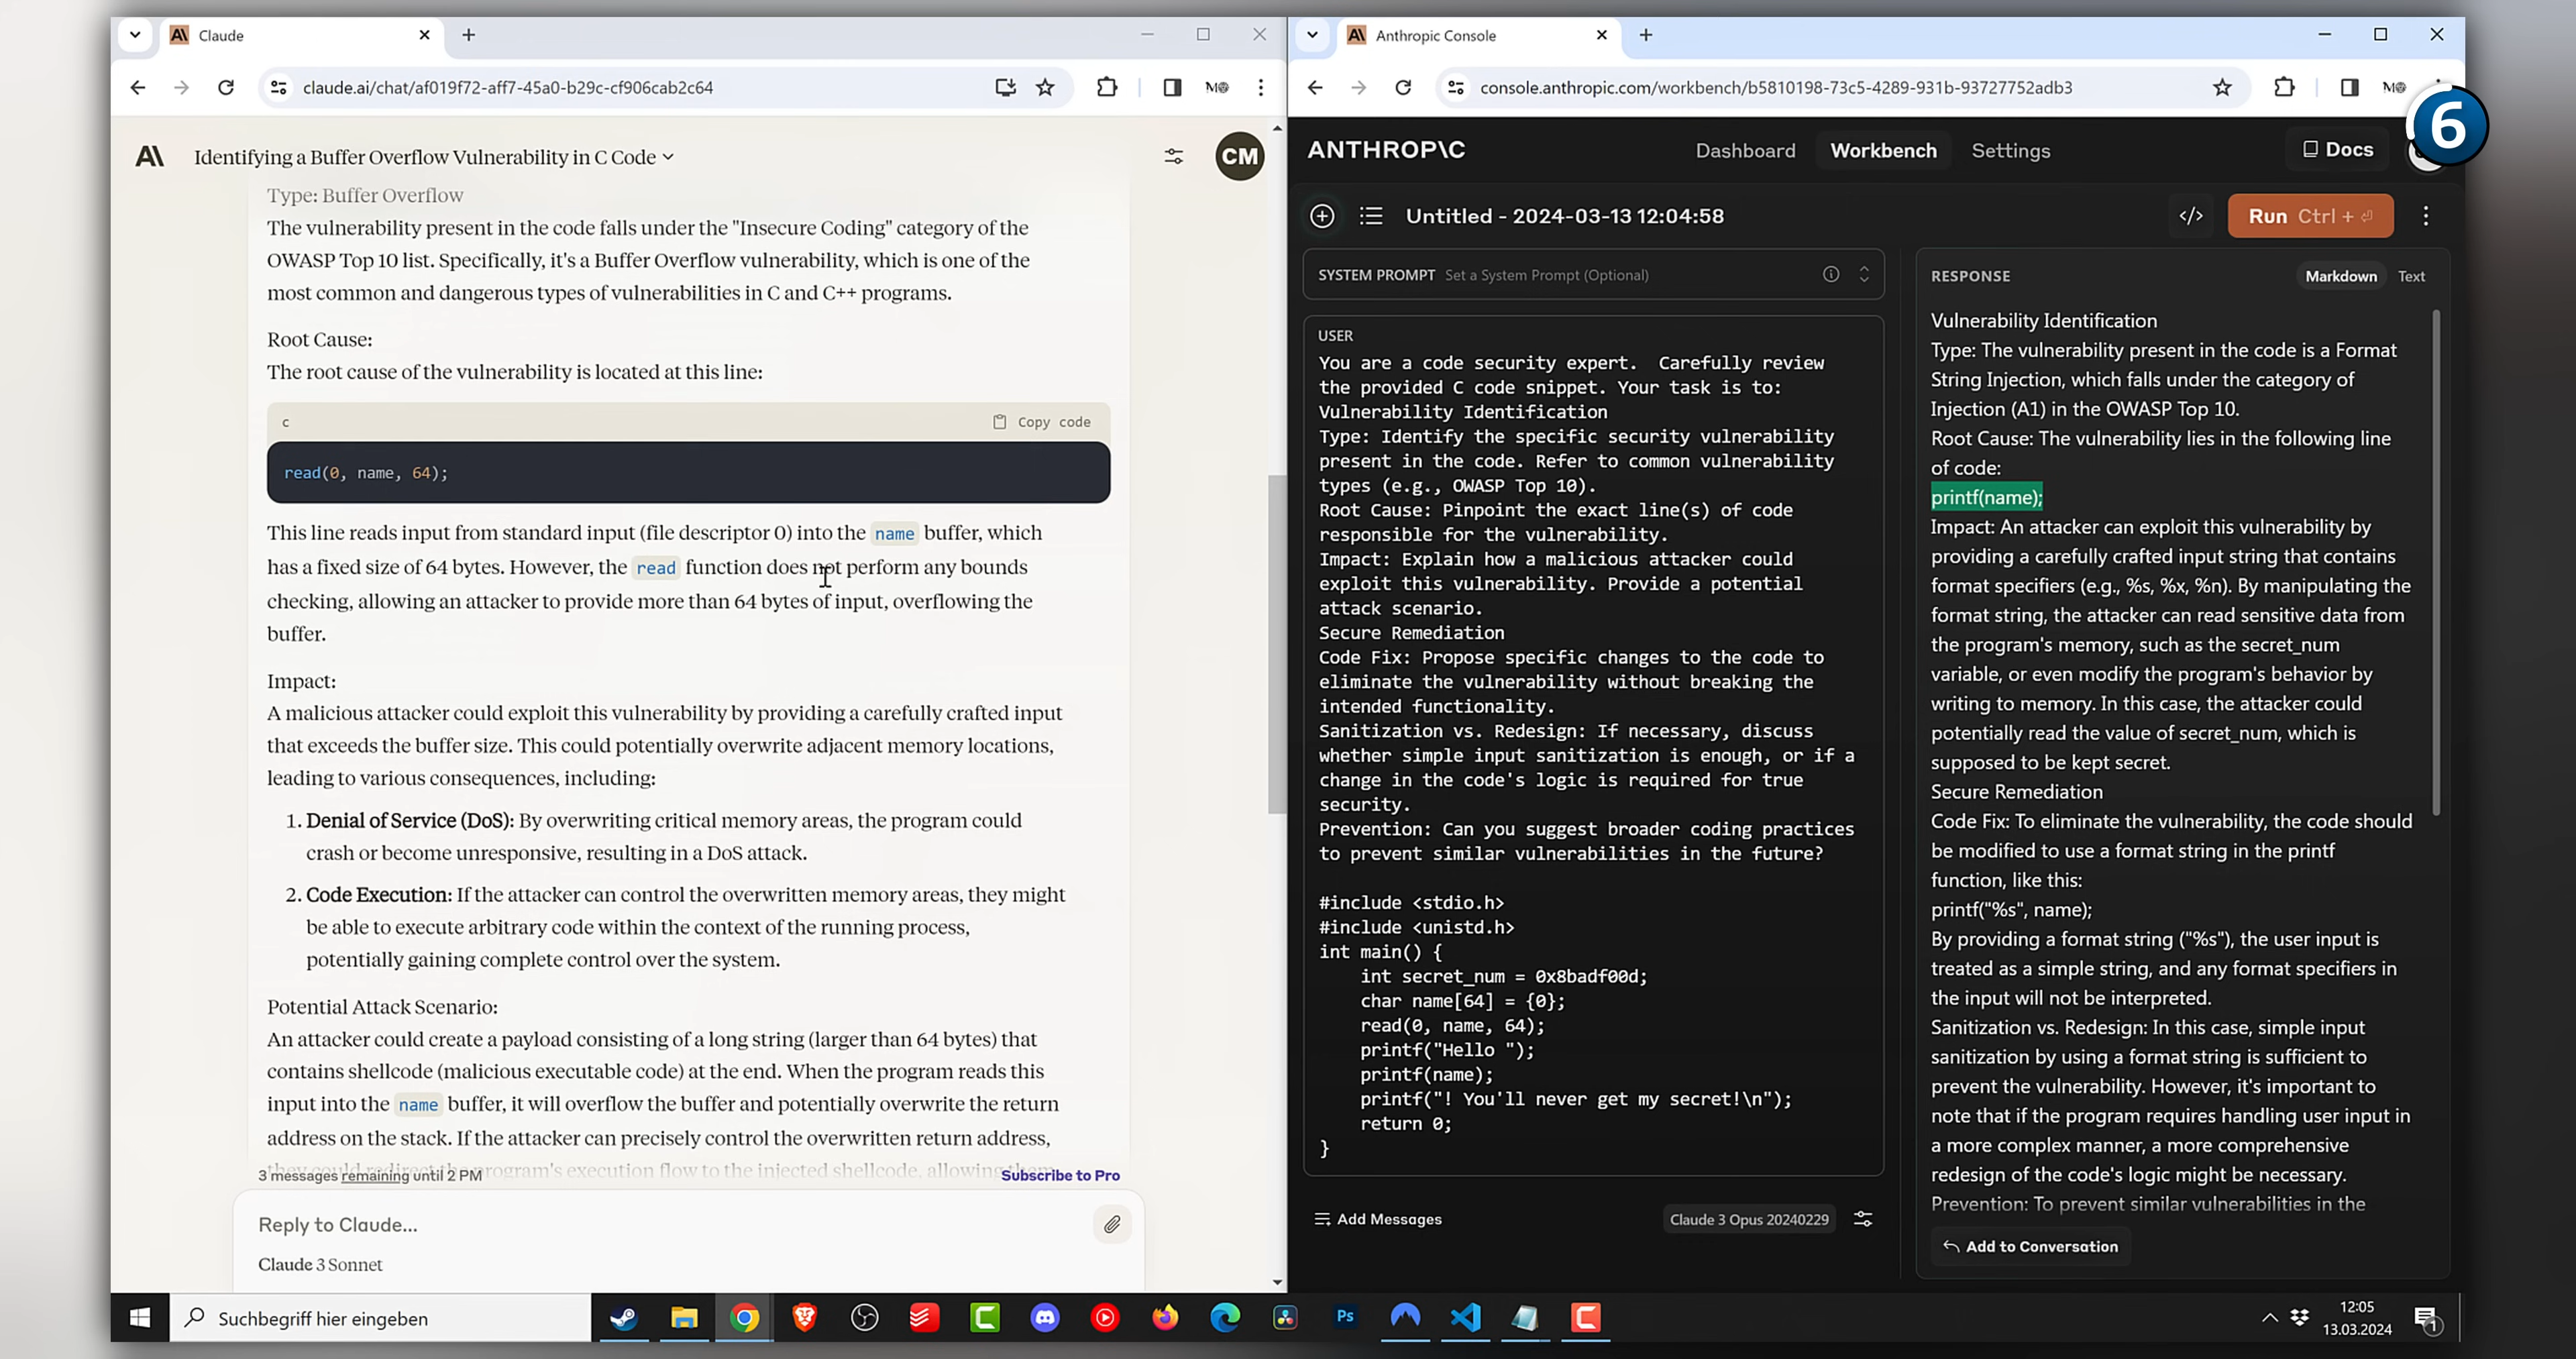 Claude
claude.ai/chat/af019f72-aff7-45a0-b29c-cf906cab2c64
M@
Identifying a Buffer Overflow Vulnerability in C Code
CM
Type: Buffer Overflow
The vulnerability present in the code falls under the "Insecure Coding" category of the
OWASP Top 10 list. Specifically, it's a Buffer Overflow vulnerability, which is one of the
most common and dangerous types of vulnerabilities in C and C++ programs.
Root Cause:
The root cause of the vulnerability is located at this line:
c
Copy code
read(0, name, 64);
This line reads input from standard input (file descriptor 0) into the name buffer, which
has a fixed size of 64 bytes. However, the read function does not perform any bounds
checking, allowing an attacker to provide more than 64 bytes of input, overflowing the
buffer.
Impact:
A malicious attacker could exploit this vulnerability by providing a carefully crafted input
that exceeds the buffer size. This could potentially overwrite adjacent memory locations,
leading to various consequences, including:
1. Denial of Service (DoS): By overwriting critical memory areas, the program could
crash or become unresponsive, resulting in a DoS attack.
2. Code Execution: If the attacker can control the overwritten memory areas, they might
be able to execute arbitrary code within the context of the running process,
potentially gaining complete control over the system.
Potential Attack Scenario:
An attacker could create a payload consisting of a long string (larger than 64 bytes) that
contains shellcode (malicious executable code) at the end. When the program reads this
input into the name buffer, it will overflow the buffer and potentially overwrite the return
address on the stack. If the attacker can precisely control the overwritten return address,
they could redirect the program's execution flow to the injected shellcode, allowing them
3 messages remaining until 2 PM
Subscribe to Pro
Reply to Claude...
Claude 3 Sonnet
Anthropic Console
console.anthropic.com/workbench/b5810198-73c5-4289-931b-93727752adb3
M@
6
ANTHROP\C
Dashboard
Workbench
Settings
Docs
Untitled - 2024-03-13 12:04:58
</>
Run Ctrl + ⏎
SYSTEM PROMPT Set a System Prompt (Optional)
USER
You are a code security expert.  Carefully review
the provided C code snippet. Your task is to:
Vulnerability Identification
Type: Identify the specific security vulnerability
present in the code. Refer to common vulnerability
types (e.g., OWASP Top 10).
Root Cause: Pinpoint the exact line(s) of code
responsible for the vulnerability.
Impact: Explain how a malicious attacker could
exploit this vulnerability. Provide a potential
attack scenario.
Secure Remediation
Code Fix: Propose specific changes to the code to
eliminate the vulnerability without breaking the
intended functionality.
Sanitization vs. Redesign: If necessary, discuss
whether simple input sanitization is enough, or if a
change in the code's logic is required for true
security.
Prevention: Can you suggest broader coding practices
to prevent similar vulnerabilities in the future?
#include <stdio.h>
#include <unistd.h>
int main() {
int secret_num = 0x8badf00d;
char name[64] = {0};
read(0, name, 64);
printf("Hello ");
printf(name);
printf("! You'll never get my secret!\n");
return 0;
}
Add Messages
Claude 3 Opus 20240229
RESPONSE
Markdown
Text
Vulnerability Identification
Type: The vulnerability present in the code is a Format
String Injection, which falls under the category of
Injection (A1) in the OWASP Top 10.
Root Cause: The vulnerability lies in the following line
of code:
printf(name);
Impact: An attacker can exploit this vulnerability by
providing a carefully crafted input string that contains
format specifiers (e.g., %s, %x, %n). By manipulating the
format string, the attacker can read sensitive data from
the program's memory, such as the secret_num
variable, or even modify the program's behavior by
writing to memory. In this case, the attacker could
potentially read the value of secret_num, which is
supposed to be kept secret.
Secure Remediation
Code Fix: To eliminate the vulnerability, the code should
be modified to use a format string in the printf
function, like this:
printf("%s", name);
By providing a format string ("%s"), the user input is
treated as a simple string, and any format specifiers in
the input will not be interpreted.
Sanitization vs. Redesign: In this case, simple input
sanitization by using a format string is sufficient to
prevent the vulnerability. However, it's important to
note that if the program requires handling user input in
a more complex manner, a more comprehensive
redesign of the code's logic might be necessary.
Prevention: To prevent similar vulnerabilities in the
Add to Conversation
Suchbegriff hier eingeben
Ps
12:05
13.03.2024
1